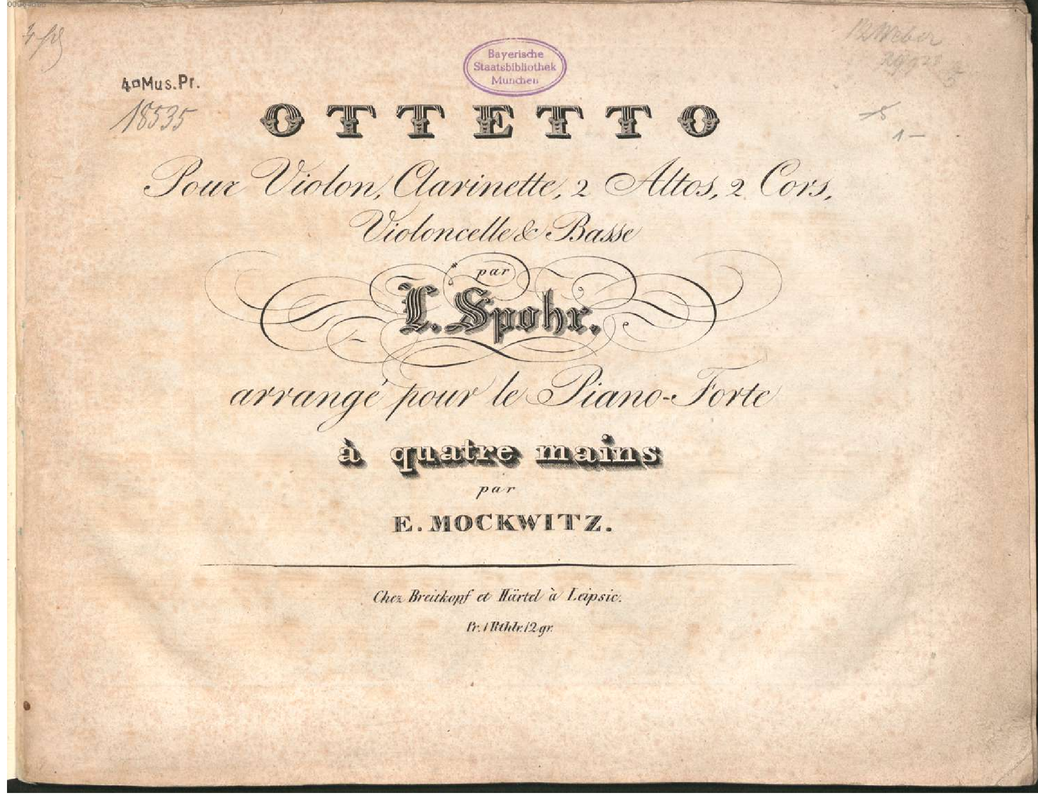 Bayerische
Staatsbibliothek
München
4°Mus.Pr.
18535
OTTETTO
Pour Violon, Clarinette, 2 Altos, 2 Cors,
Violoncelle & Basse
par
L. Spohr.
arrangé pour le Piano-Forte
à quatre mains
par
E. MOCKWITZ.
Chez Breitkopf et Härtel à Leipsic.
Pr. 1 Rthlr. 12 gr.